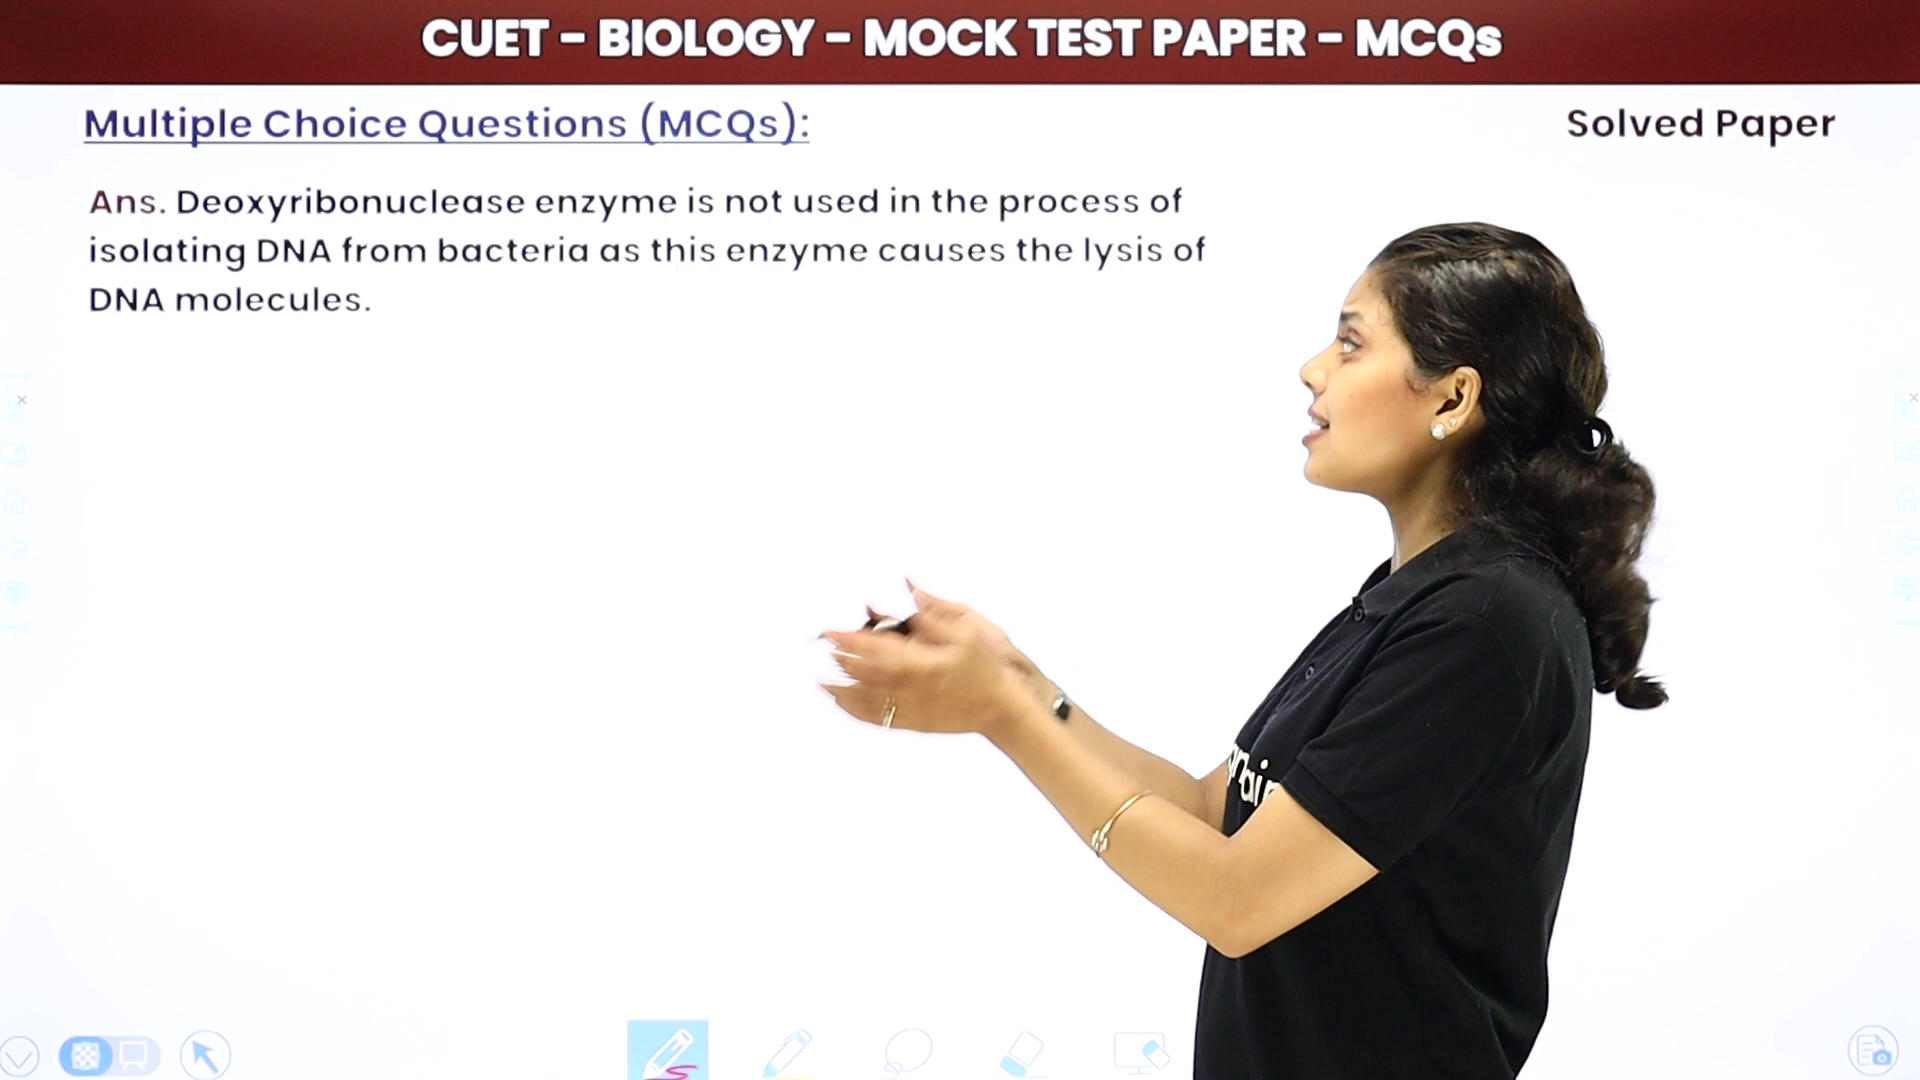 CUET - BIOLOGY - MOCK TEST PAPER - MCQs
Multiple Choice Questions (MCQs):
Solved Paper
Ans. Deoxyribonuclease enzyme is not used in the process of
isolating DNA from bacteria as this enzyme causes the lysis of
DNA molecules.